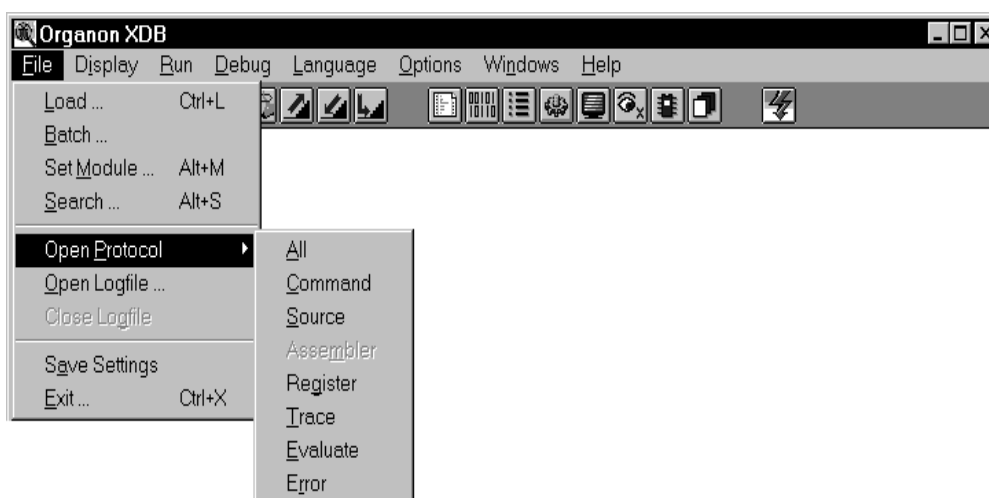 Organon XDB
File Display Run Debug Language Options Windows Help
Load ... Ctrl+L
Batch ...
Set Module ... Alt+M
Search ... Alt+S
Open Protocol
Open Logfile ...
Close Logfile
Save Settings
Exit ... Ctrl+X
All
Command
Source
Assembler
Register
Trace
Evaluate
Error